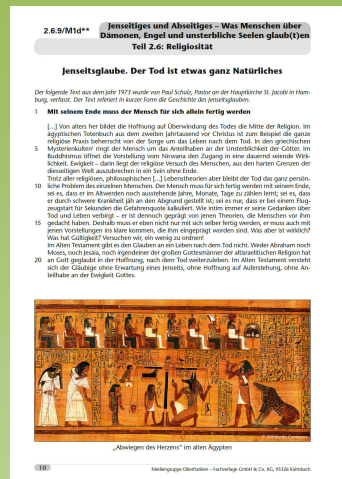 2.6.9/M1d**
Jenseitiges und Abseitiges – Was Menschen über
Dämonen, Engel und unsterbliche Seelen glaub(t)en
Teil 2.6: Religiosität
Jenseitsglaube. Der Tod ist etwas ganz Natürliches
Der folgende Text aus dem Jahr 1973 wurde von Paul Schulz, Pastor an der Hauptkirche St. Jacobi in Ham-
burg, verfasst. Der Text referiert in kurzer Form die Geschichte des Jenseitsglauben.
1 Mit seinem Ende muss der Mensch für sich allein fertig werden
[…] Von alters her bildet die Hoffnung auf Überwindung des Todes die Mitte der Religion. Im
ägyptischen Totenbuch aus dem zweiten Jahrtausend vor Christus ist zum Beispiel die ganze
religiöse Praxis beherrscht von der Sorge um das Leben nach dem Tod. In den griechischen
5 Mysterienkulten ringt der Mensch um das Anteilhaben an der Unsterblichkeit der Götter. Im
Buddhismus öffnet die Vorstellung vom Nirwana den Zugang in eine dauernd seiende Wirk-
lichkeit. Ewigkeit – darin liegt der religiöse Versuch des Menschen, aus den harten Grenzen der
diesseitigen Welt auszubrechen in ein Sein ohne Ende.
Trotz aller religiösen, philosophischen […] Lebenstheorien aber bleibt der Tod das ganz persön-
10 liche Problem des einzelnen Menschen. Der Mensch muss für sich fertig werden mit seinem Ende,
sei es, dass er im Altwerden noch ausstehende Jahre, Monate, Tage zu zählen lernt; sei es, dass
er durch schwere Krankheit jäh an den Abgrund gestellt ist; sei es nur, dass er bei einem Flug-
zeugstart für Sekunden die Gefahrenquote kalkuliert. Wie intim immer er seine Gedanken über
Tod und Leben verbirgt – er ist dennoch geprägt von jenen Theorien, die Menschen vor ihm
15 gedacht haben. Deshalb muss er eben nicht nur mit sich selber fertig werden, er muss auch mit
jenen Vorstellungen ins klare kommen, die ihm eingeprägt worden sind. Was aber ist wirklich?
Was hat Gültigkeit? Versuchen wir, ein wenig zu ordnen!
Im Alten Testament gibt es den Glauben an ein Leben nach dem Tod nicht. Weder Abraham noch
Moses, noch Jesaja, noch irgendeiner der großen Gottesmänner der altisraelitischen Religion hat
20 an Gott geglaubt in der Hoffnung, nach dem Tod weiterzuleben. Im Alten Testament versteht
sich der Gläubige ohne Erwartung eines Jenseits, ohne Hoffnung auf Auferstehung, ohne An-
teilhabe an der Ewigkeit Gottes.
© Wikimedia Commons
„Abwiegen des Herzens" im alten Ägypten
10
Mediengruppe Oberfranken – Fachverlage GmbH & Co. KG, 95326 Kulmbach